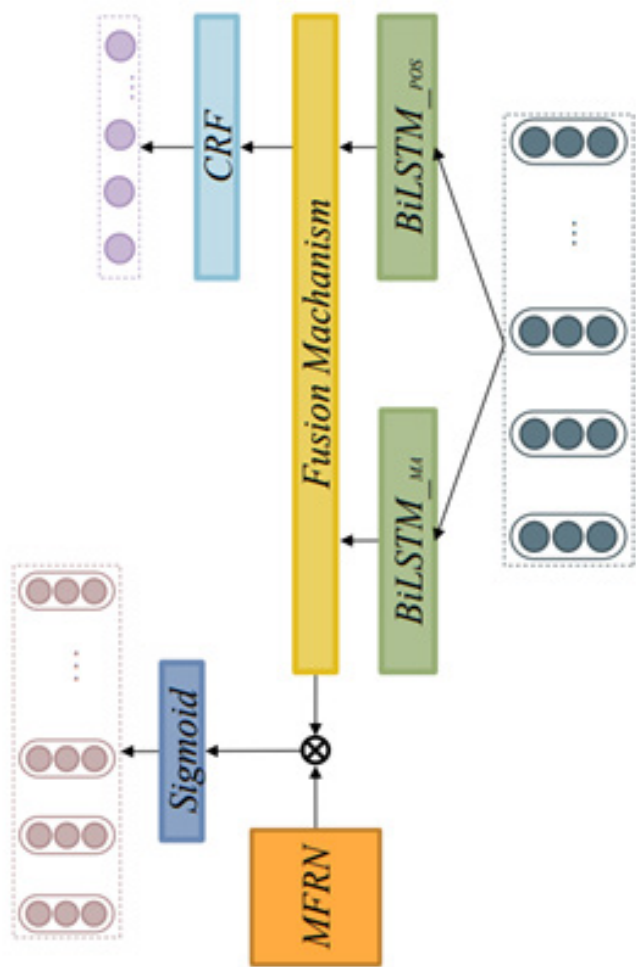 CRF
Fusion Machanism
BiLSTM_POS
BiLSTM_MA
Sigmoid
MFRN